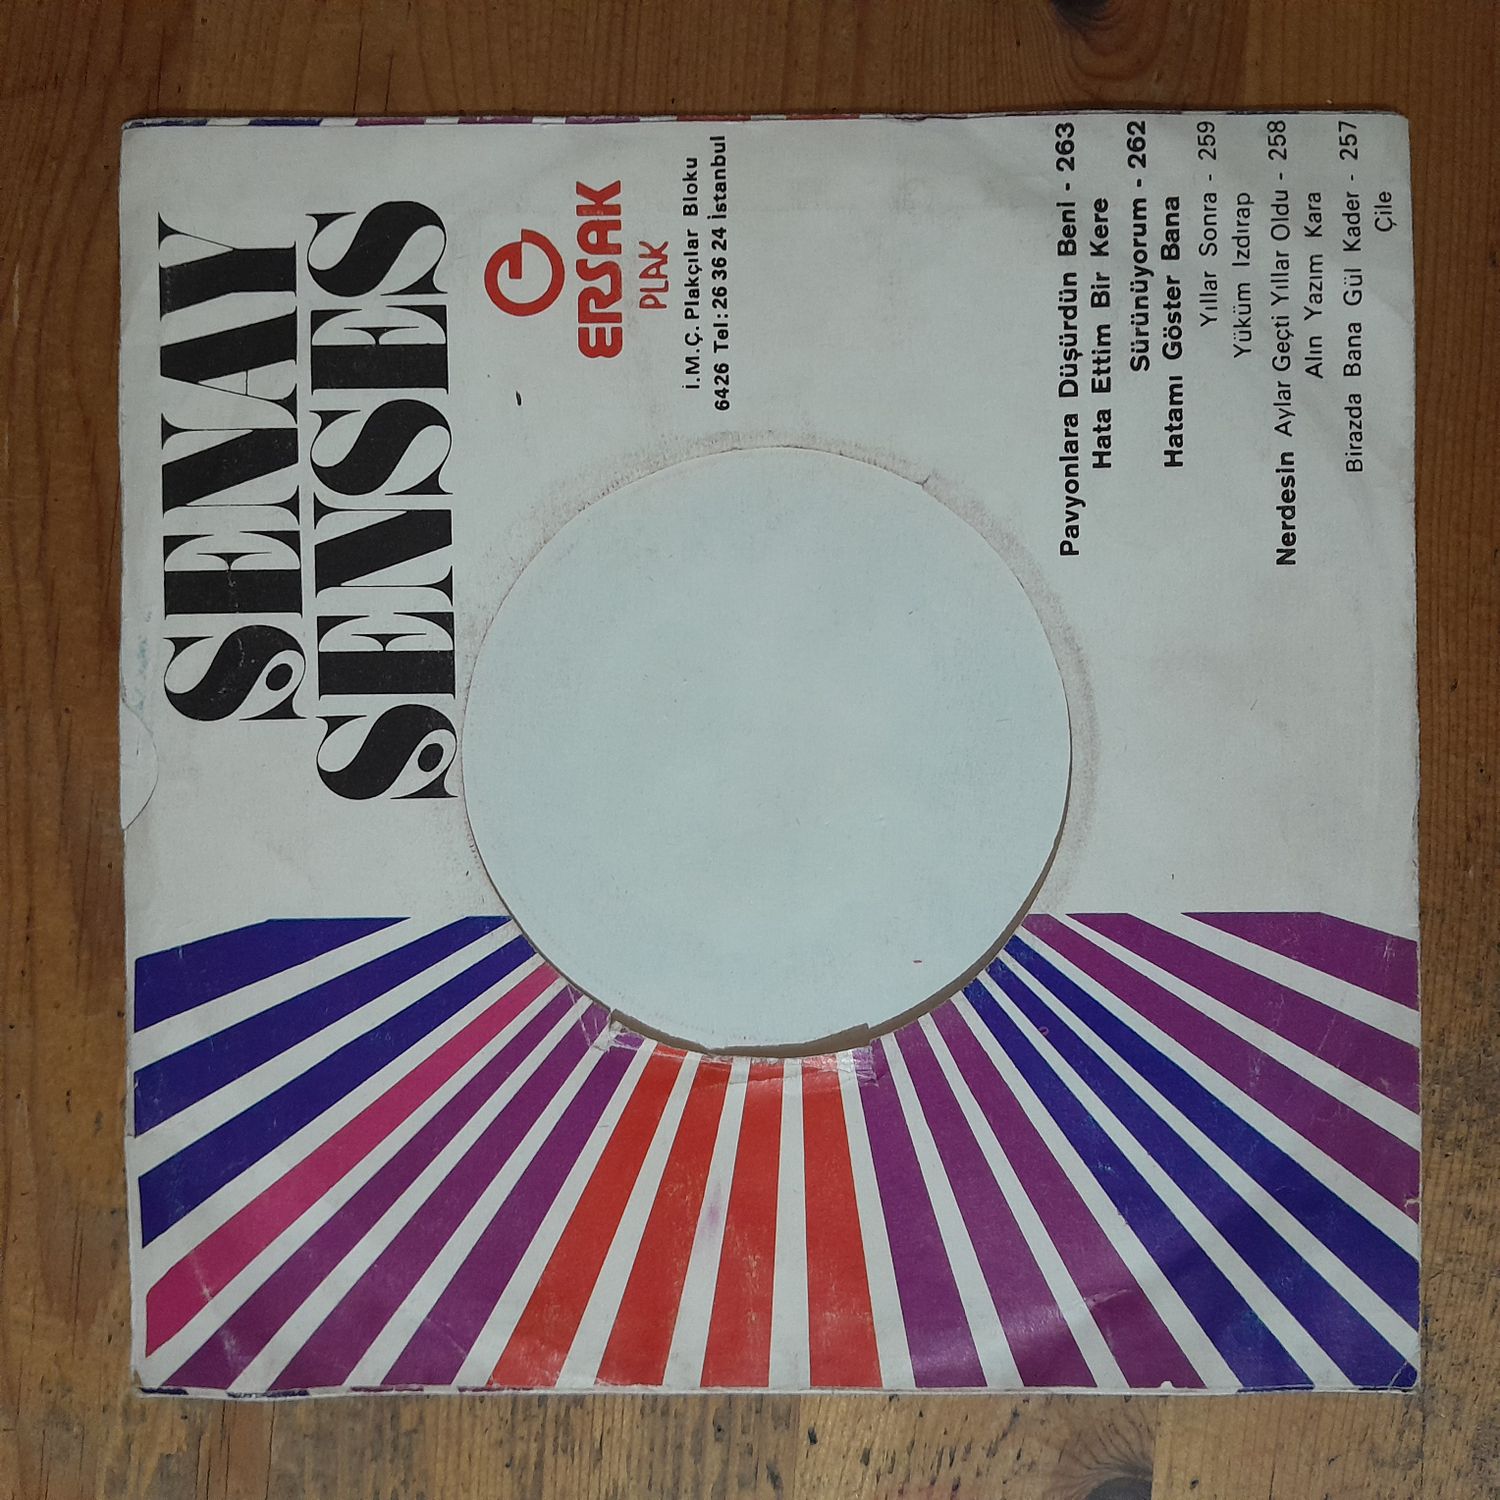 ŞENAY
ŞENSES
ERSAK
PLAK
İ.M.Ç. Plakçılar Bloku
6426 Tel: 26 36 24 İstanbul
Pavyonlara Düşürdün Beni - 263
Hata Ettim Bir Kere
Sürünüyorum - 262
Hatamı Göster Bana
Yıllar Sonra - 259
Yüküm Izdırap
Nerdesin Aylar Geçti Yıllar Oldu - 258
Alın Yazım Kara
Birazda Bana Gül Kader - 257
Çile